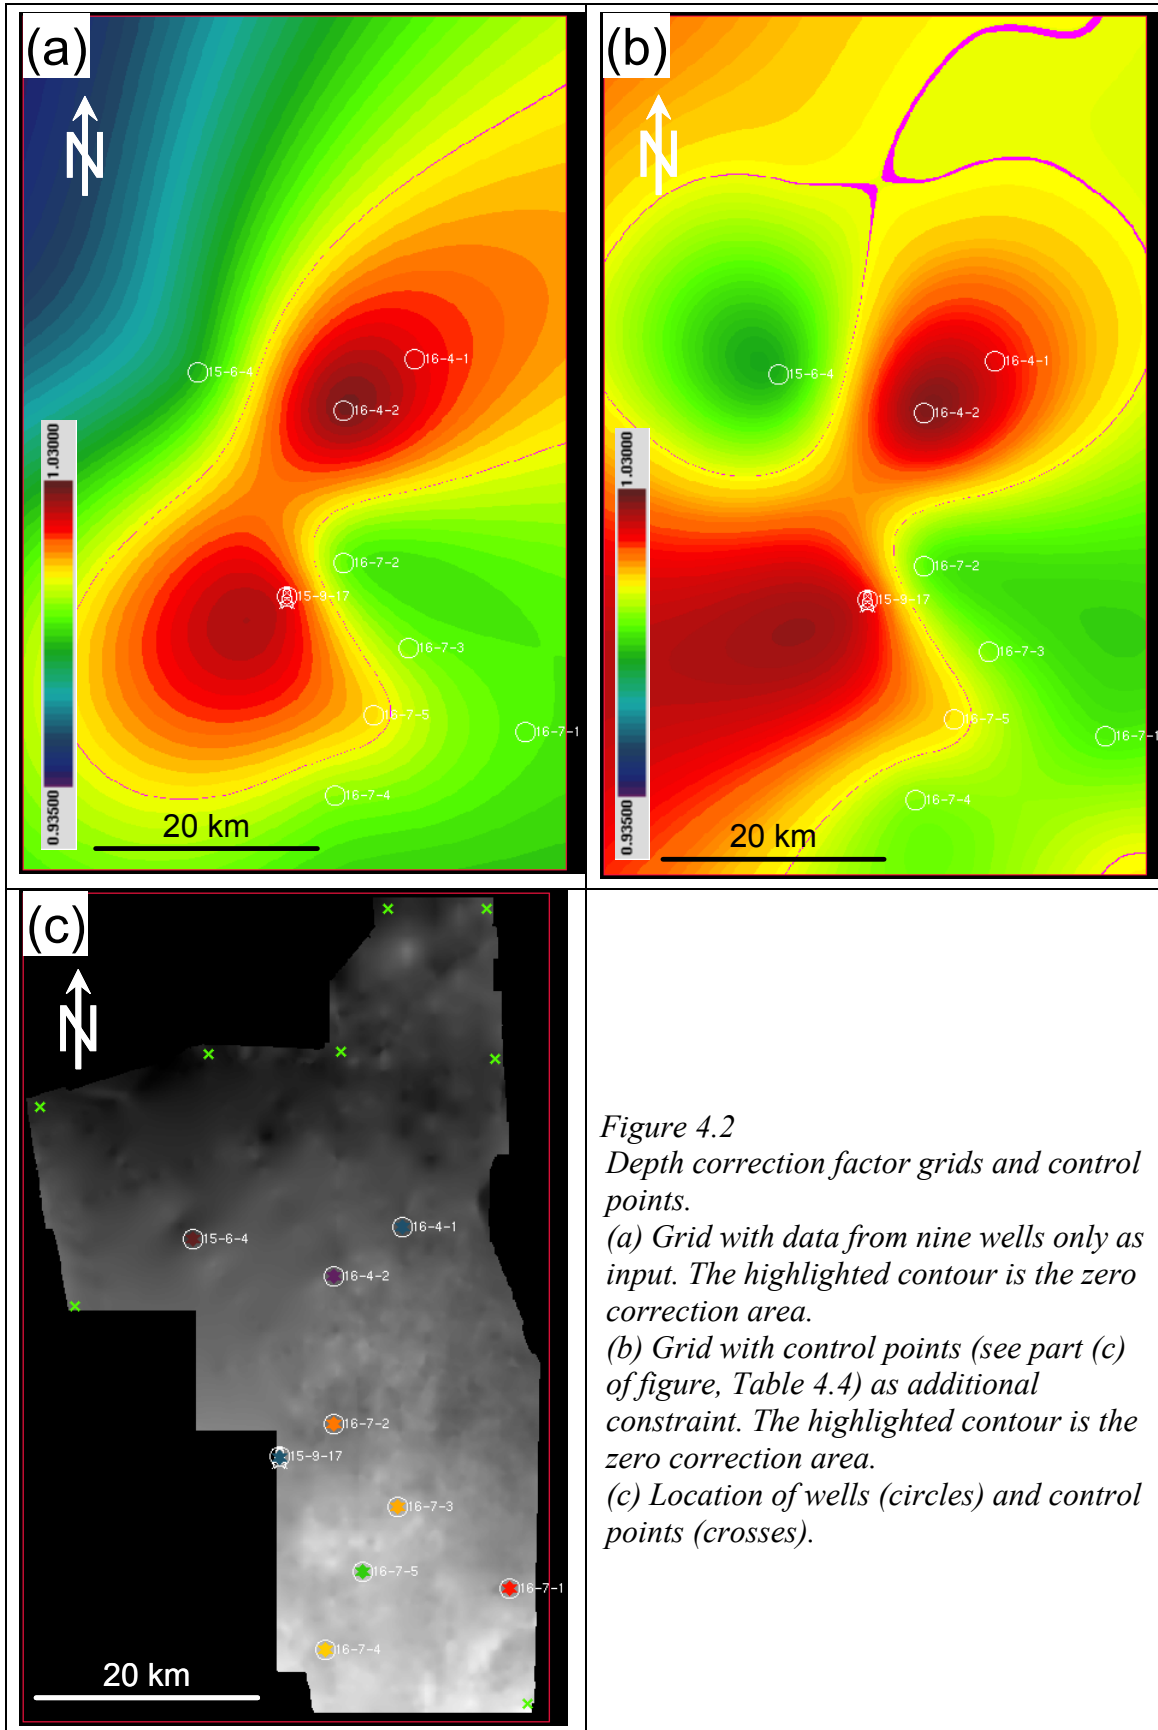 (a)
N
15-6-4
16-4-1
16-4-2
1.03000
0.93500
16-7-2
15-9-17
16-7-3
16-7-5
16-7-1
16-7-4
20 km
(b)
N
15-6-4
16-4-1
16-4-2
1.03000
0.93500
16-7-2
15-9-17
16-7-3
16-7-5
16-7-1
16-7-4
20 km
(c)
N
15-6-4
16-4-1
16-4-2
16-7-2
15-9-17
16-7-3
16-7-5
16-7-1
16-7-4
20 km
Figure 4.2
Depth correction factor grids and control
points.
(a) Grid with data from nine wells only as
input. The highlighted contour is the zero
correction area.
(b) Grid with control points (see part (c)
of figure, Table 4.4) as additional
constraint. The highlighted contour is the
zero correction area.
(c) Location of wells (circles) and control
points (crosses).